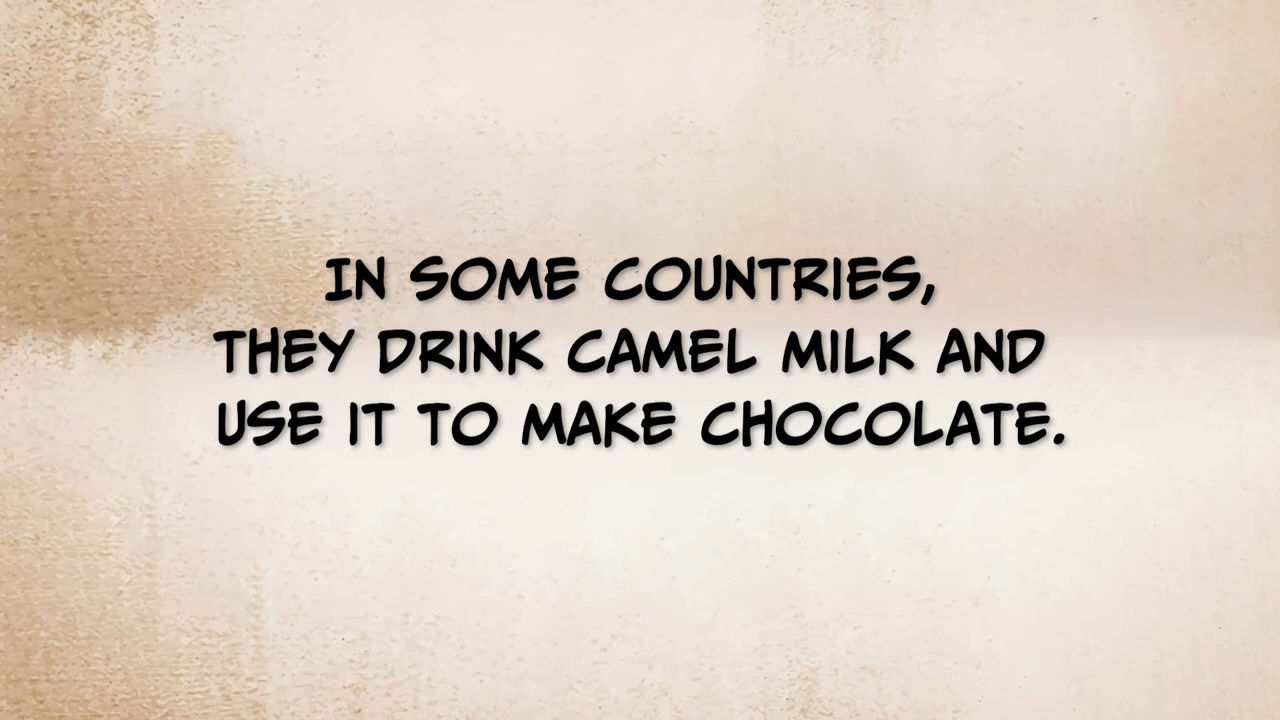 IN SOME COUNTRIES,
THEY DRINK CAMEL MILK AND
USE IT TO MAKE CHOCOLATE.